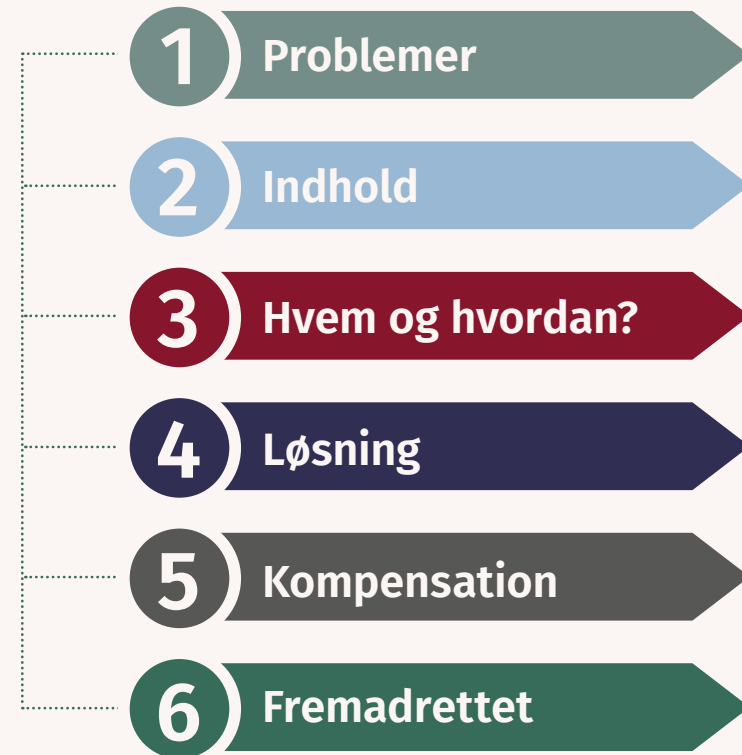 1 Problemer
2 Indhold
3 Hvem og hvordan?
4 Løsning
5 Kompensation
6 Fremadrettet